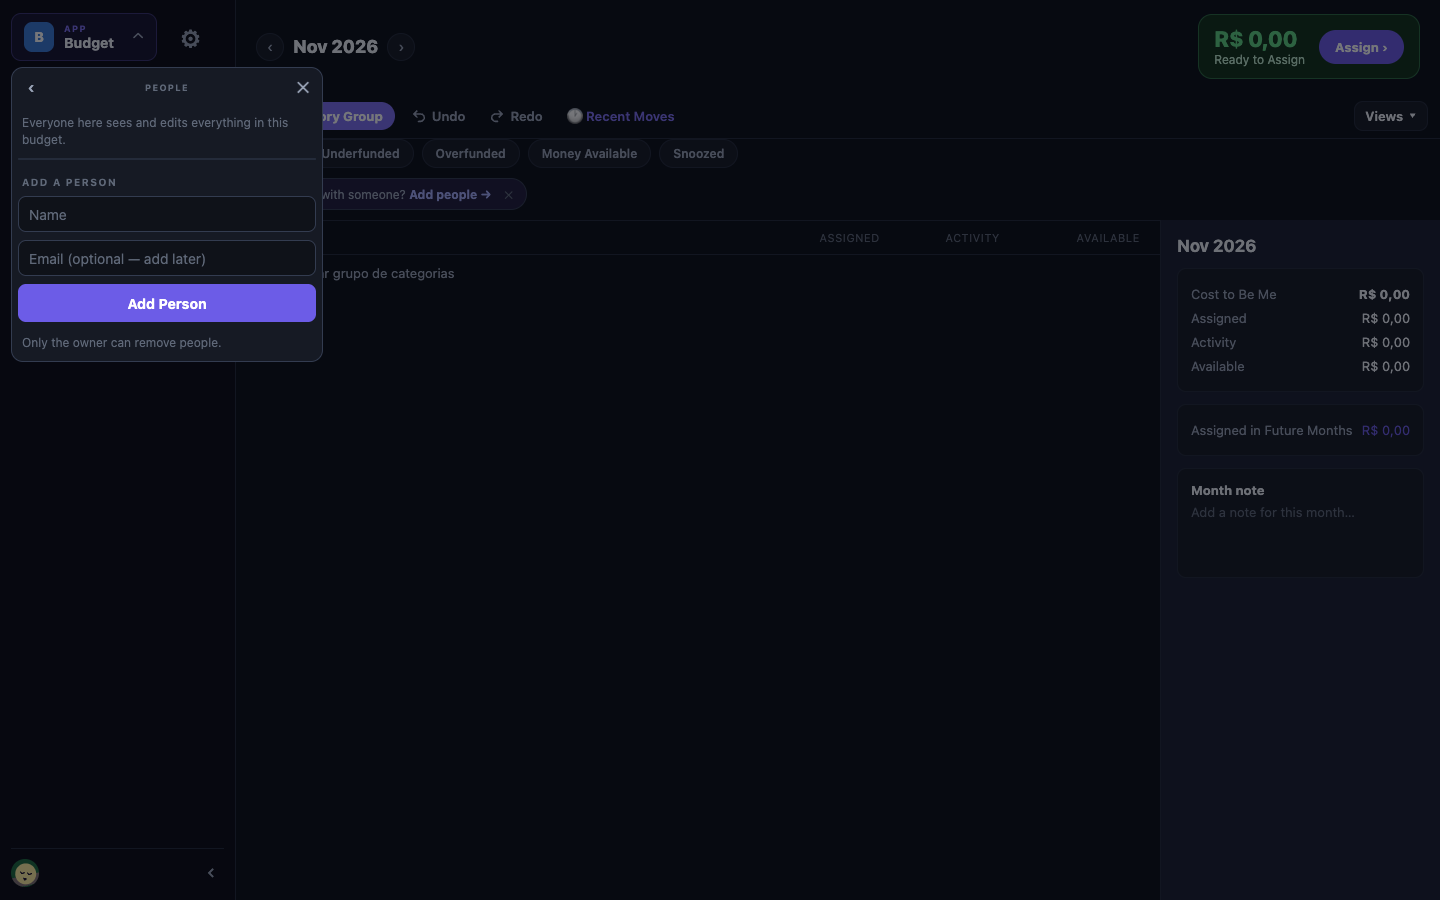 B
APP
Budget
‹ Nov 2026 ›
R$ 0,00
Ready to Assign
Assign ›
‹ PEOPLE ✕
Everyone here sees and edits everything in this
budget.
ADD A PERSON
Name
Email (optional — add later)
Add Person
Only the owner can remove people.
ory Group
Undo
Redo
Recent Moves
Views ▼
Underfunded
Overfunded
Money Available
Snoozed
with someone? Add people → ×
ASSIGNED
ACTIVITY
AVAILABLE
r grupo de categorias
Nov 2026
Cost to Be Me R$ 0,00
Assigned R$ 0,00
Activity R$ 0,00
Available R$ 0,00
Assigned in Future Months R$ 0,00
Month note
Add a note for this month...